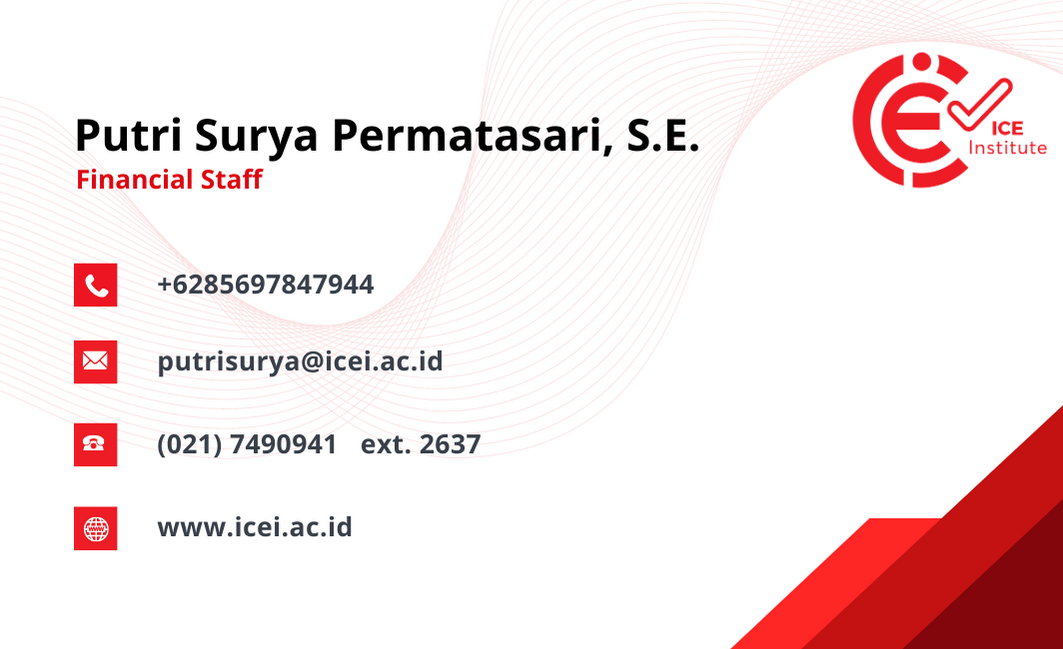 Putri Surya Permatasari, S.E.
Financial Staff
ICE
Institute
+6285697847944
putrisurya@icei.ac.id
(021) 7490941 ext. 2637
www.icei.ac.id